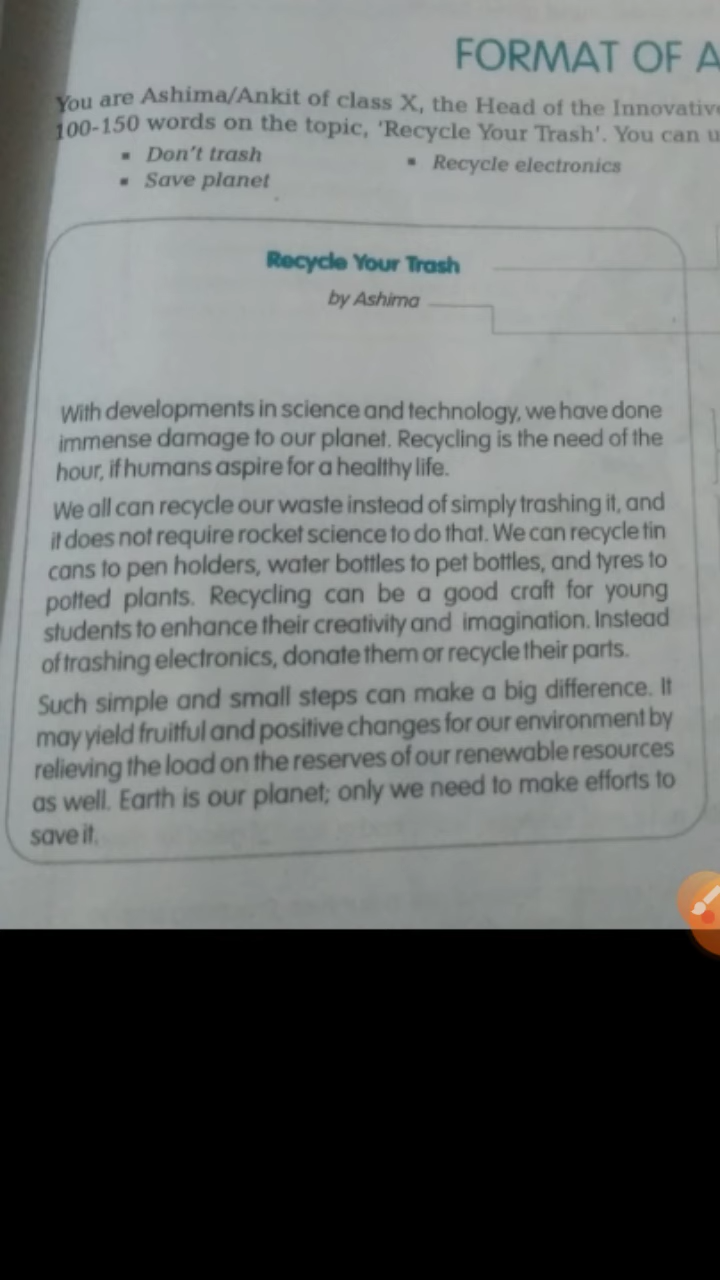 FORMAT OF A
You are Ashima/Ankit of class X, the Head of the Innovative
100-150 words on the topic, 'Recycle Your Trash'. You can u
▪ Don't trash
▪ Recycle electronics
▪ Save planet
Recycle Your Trash
by Ashima
With developments in science and technology, we have done
immense damage to our planet. Recycling is the need of the
hour, if humans aspire for a healthy life.
We all can recycle our waste instead of simply trashing it, and
it does not require rocket science to do that. We can recycle tin
cans to pen holders, water bottles to pet bottles, and tyres to
potted plants. Recycling can be a good craft for young
students to enhance their creativity and imagination. Instead
of trashing electronics, donate them or recycle their parts.
Such simple and small steps can make a big difference. It
may yield fruitful and positive changes for our environment by
relieving the load on the reserves of our renewable resources
as well. Earth is our planet; only we need to make efforts to
save it.